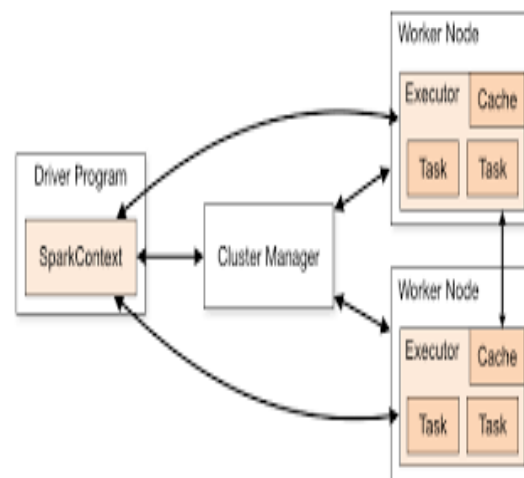 Driver Program
SparkContext
Cluster Manager
Worker Node
Executor
Cache
Task
Task
Worker Node
Executor
Cache
Task
Task